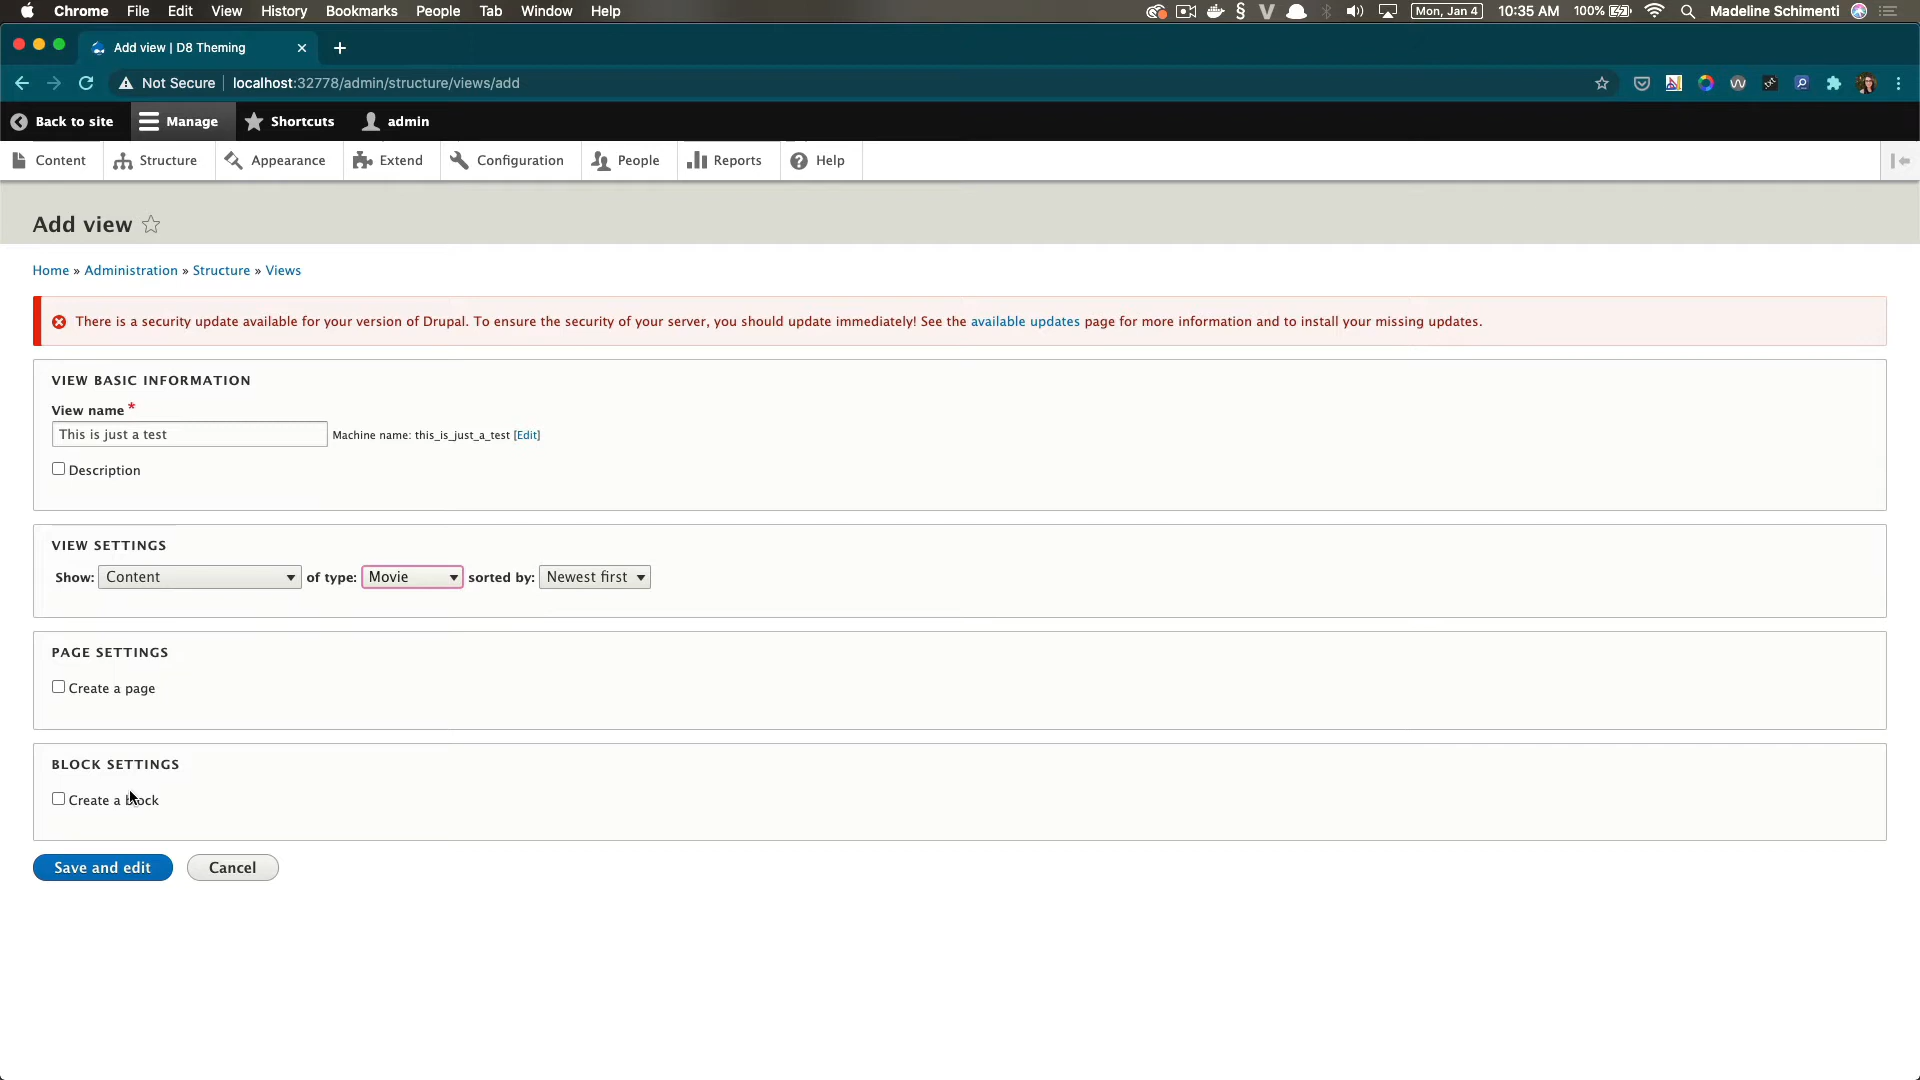 Chrome File Edit View History Bookmarks People Tab Window Help
Mon, Jan 4 10:35 AM 100% Madeline Schimenti
Add view | D8 Theming
Not Secure localhost:32778/admin/structure/views/add
Back to site Manage Shortcuts admin
Content Structure Appearance Extend Configuration People Reports Help
Add view
Home » Administration » Structure » Views
There is a security update available for your version of Drupal. To ensure the security of your server, you should update immediately! See the available updates page for more information and to install your missing updates.
VIEW BASIC INFORMATION
View name *
This is just a test Machine name: this_is_just_a_test [Edit]
Description
VIEW SETTINGS
Show: Content of type: Movie sorted by: Newest first
PAGE SETTINGS
Create a page
BLOCK SETTINGS
Create a block
Save and edit Cancel